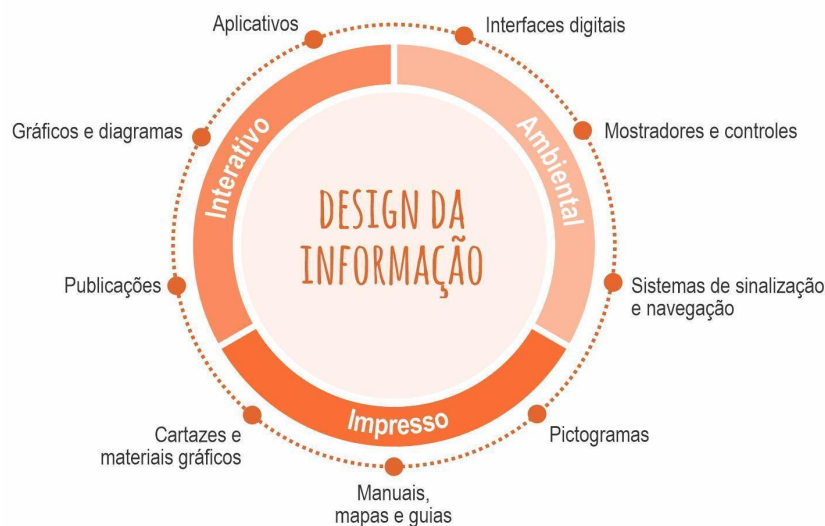 Aplicativos
Interfaces digitais
Gráficos e diagramas
Mostradores e controles
Interativo
Ambiental
DESIGN DA
INFORMAÇÃO
Publicações
Sistemas de sinalização
e navegação
Impresso
Cartazes e
materiais gráficos
Pictogramas
Manuais,
mapas e guias